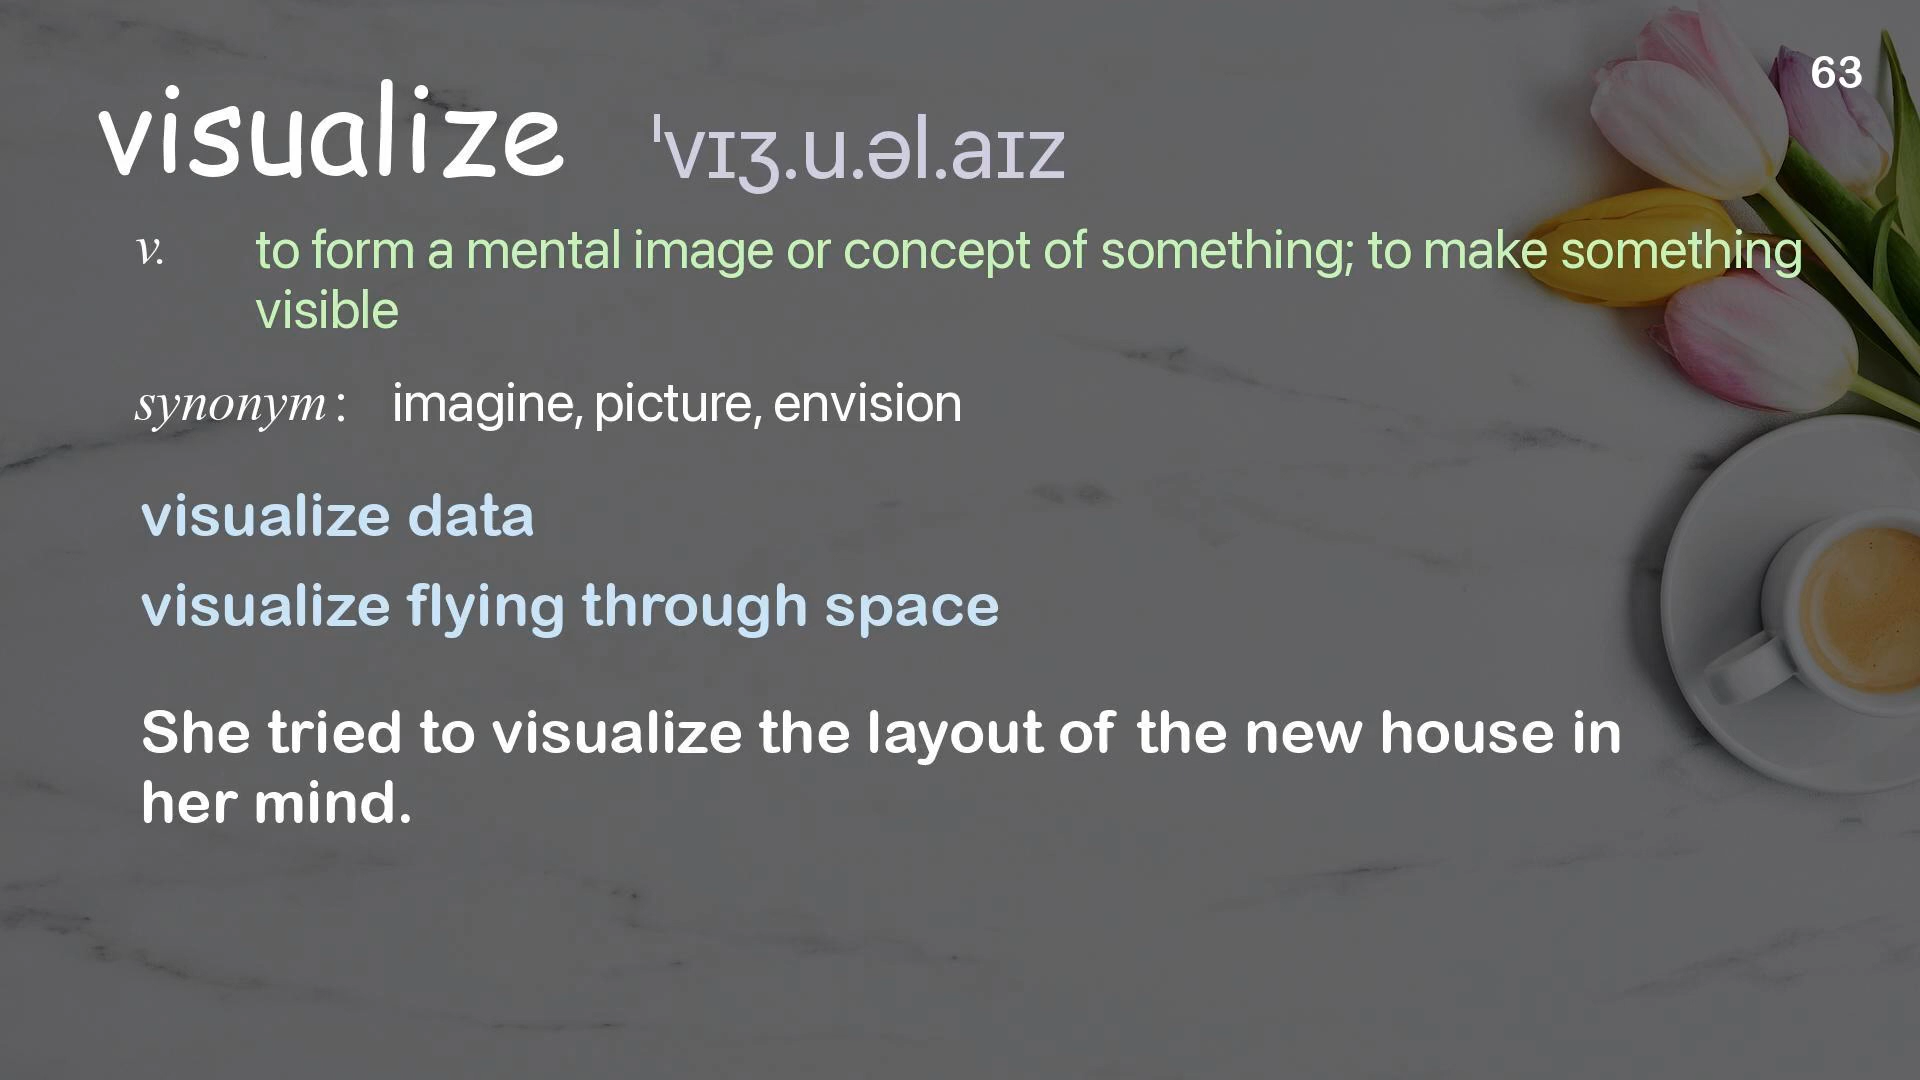 63
visualize ˈvɪʒ.u.əl.aɪz
v. to form a mental image or concept of something; to make something
visible
synonym: imagine, picture, envision
visualize data
visualize flying through space
She tried to visualize the layout of the new house in
her mind.